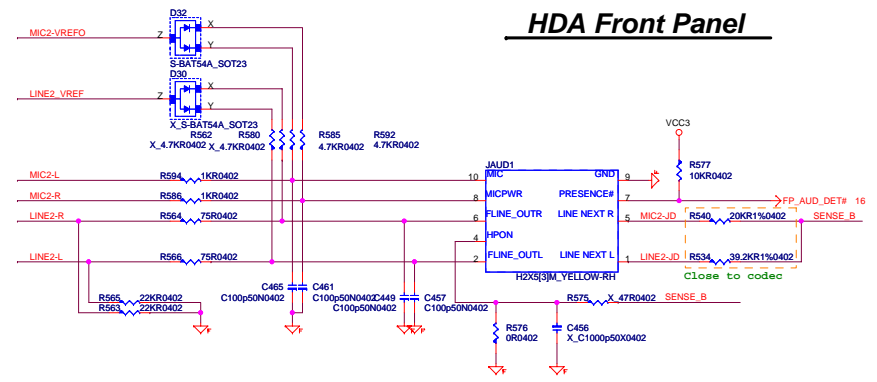 HDA Front Panel
D32
X
MIC2-VREFO
Z
Y
S-BAT54A_SOT23
D30
X
LINE2_VREF
Z
Y
X_S-BAT54A_SOT23
R562
R580
R585
R592
X_4.7KR0402
X_4.7KR0402
4.7KR0402
4.7KR0402
VCC3
R577
10KR0402
JAUD1
MIC2-L
R594
1KR0402
10
MIC
GND
9
MIC2-R
R586
1KR0402
8
MICPWR
PRESENCE#
7
FP_AUD_DET# 16
LINE2-R
R564
75R0402
6
FLINE_OUTR
LINE NEXT R
5
MIC2-JD
R540
20KR1%0402
SENSE_B
4
HPON
LINE2-L
R566
75R0402
2
FLINE_OUTL
LINE NEXT L
1
LINE2-JD
R534
39.2KR1%0402
H2X5[3]M_YELLOW-RH
Close to codec
C465
C461
C100p50N0402
C100p50N0402
C449
C457
C100p50N0402
C100p50N0402
R565
22KR0402
R563
22KR0402
R575
X_47R0402
SENSE_B
R576
0R0402
C456
X_C1000p50X0402